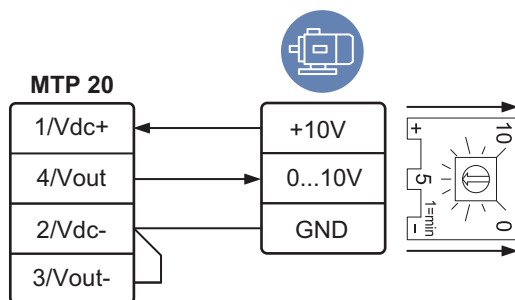 MTP 20
1/Vdc+
4/Vout
2/Vdc-
3/Vout-
+10V
0...10V
GND
+
5
-
1=min
10
0